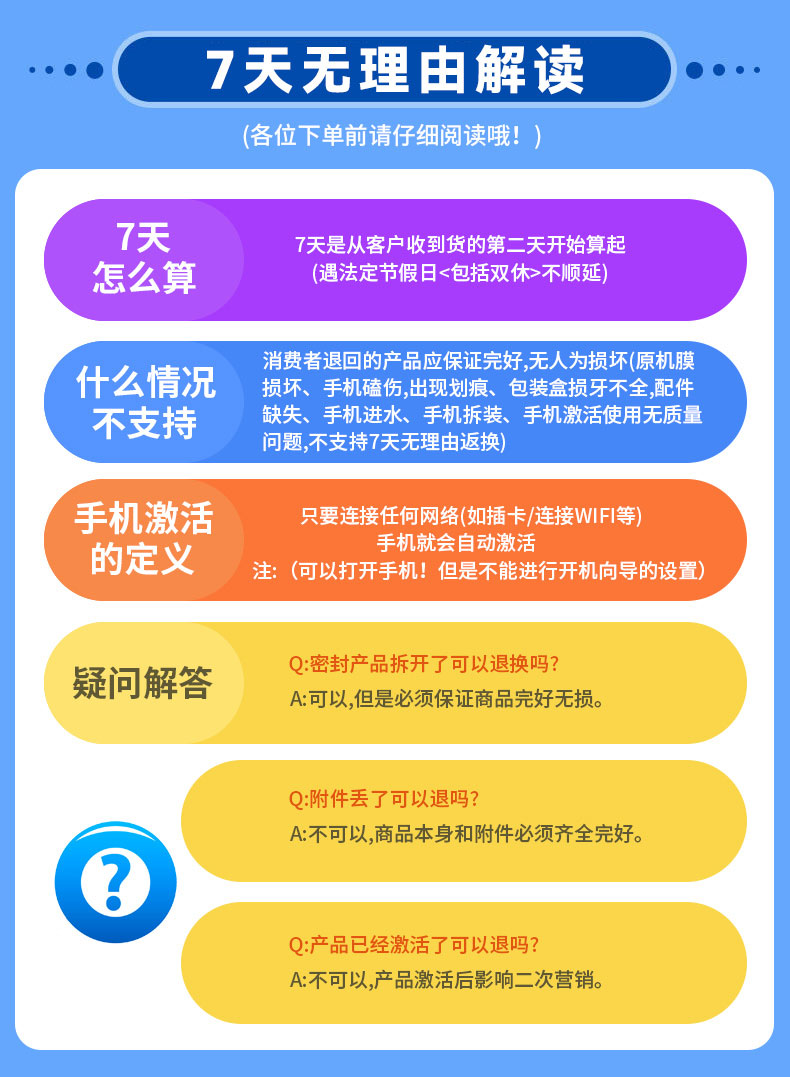 7天无理由解读
(各位下单前请仔细阅读哦！)
7天
怎么算
7天是从客户收到货的第二天开始算起
(遇法定节假日<包括双休>不顺延)
什么情况
不支持
消费者退回的产品应保证完好,无人为损坏(原机膜
损坏、手机磕伤,出现划痕、包装盒损牙不全,配件
缺失、手机进水、手机拆装、手机激活使用无质量
问题,不支持7天无理由返换)
手机激活
的定义
只要连接任何网络(如插卡/连接WIFI等)
手机就会自动激活
注:（可以打开手机！但是不能进行开机向导的设置）
疑问解答
Q:密封产品拆开了可以退换吗?
A:可以,但是必须保证商品完好无损。
Q:附件丢了可以退吗?
A:不可以,商品本身和附件必须齐全完好。
?
Q:产品已经激活了可以退吗?
A:不可以,产品激活后影响二次营销。